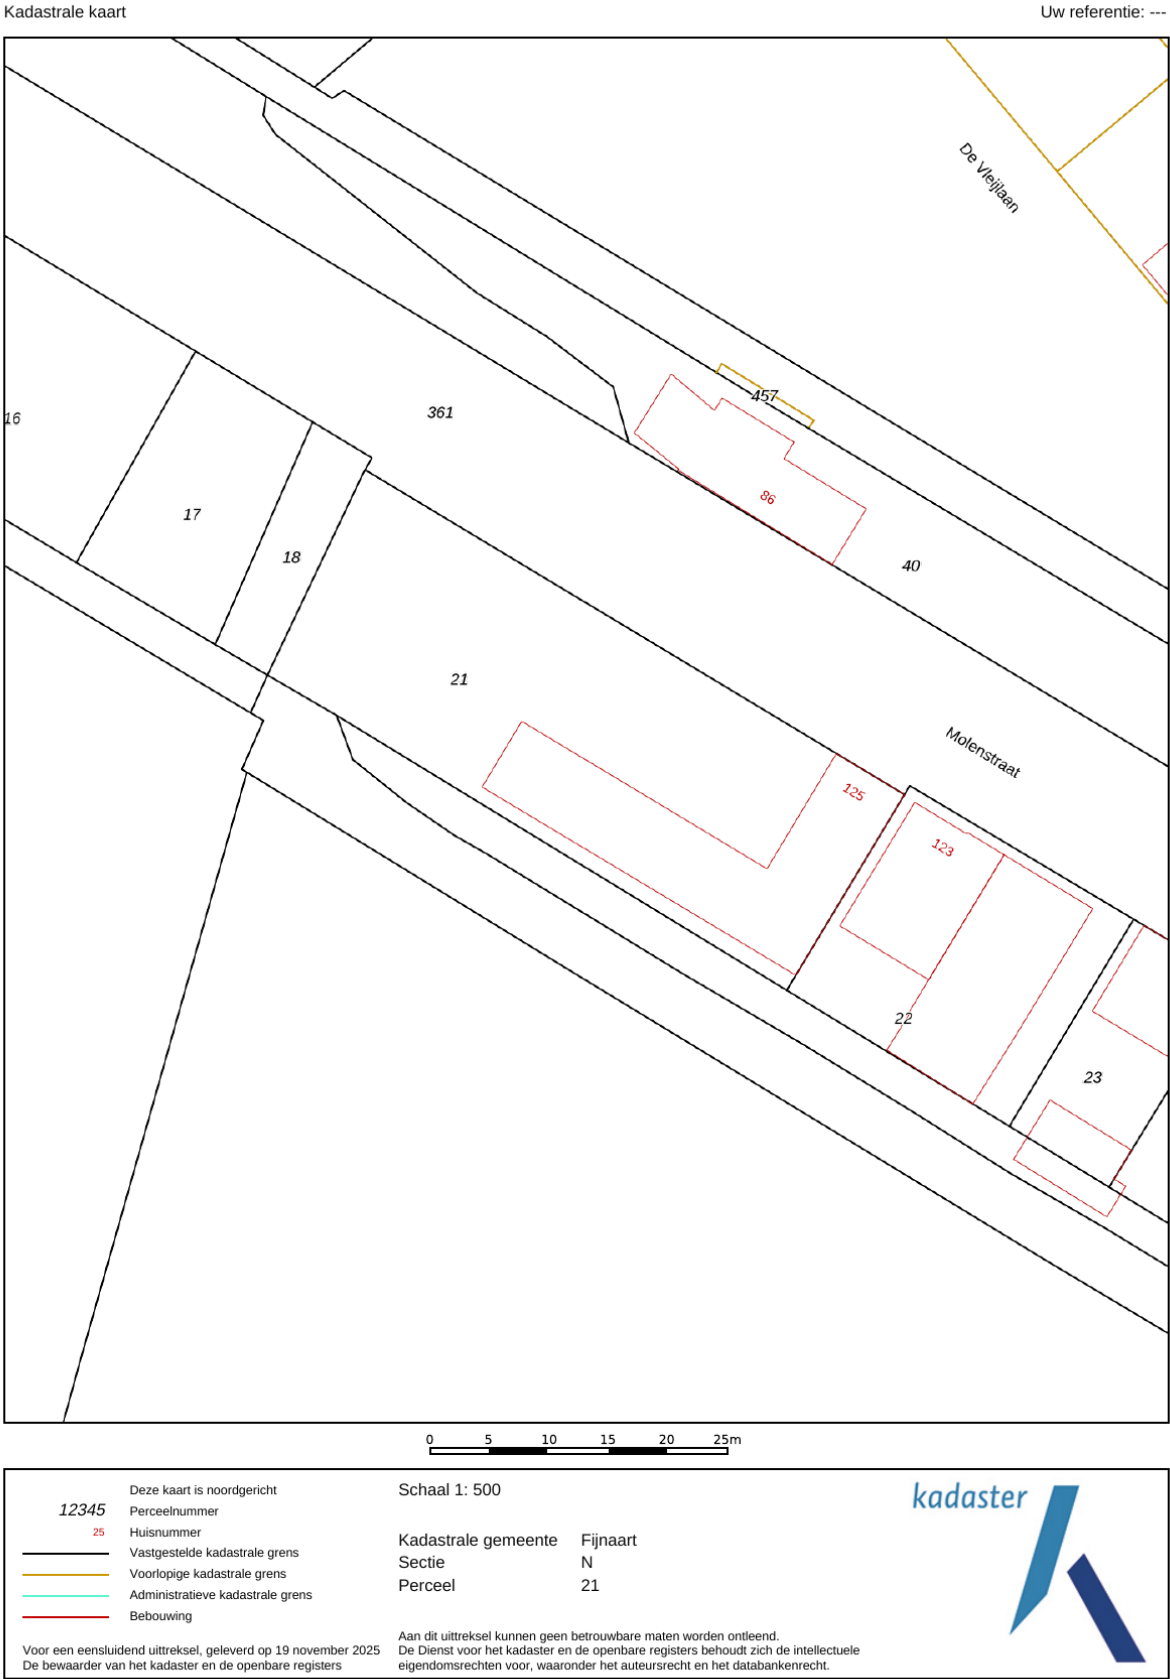 Kadastrale kaart
Uw referentie: ---
De Vleijlaan
457
16
361
86
17
18
40
21
Molenstraat
125
123
22
23
0 5 10 15 20 25m
Deze kaart is noordgericht
12345 Perceelnummer
25 Huisnummer
Vastgestelde kadastrale grens
Voorlopige kadastrale grens
Administratieve kadastrale grens
Bebouwing
Voor een eensluidend uittreksel, geleverd op 19 november 2025
De bewaarder van het kadaster en de openbare registers
Schaal 1: 500
Kadastrale gemeente Fijnaart
Sectie N
Perceel 21
Aan dit uittreksel kunnen geen betrouwbare maten worden ontleend.
De Dienst voor het kadaster en de openbare registers behoudt zich de intellectuele
eigendomsrechten voor, waaronder het auteursrecht en het databankenrecht.
kadaster